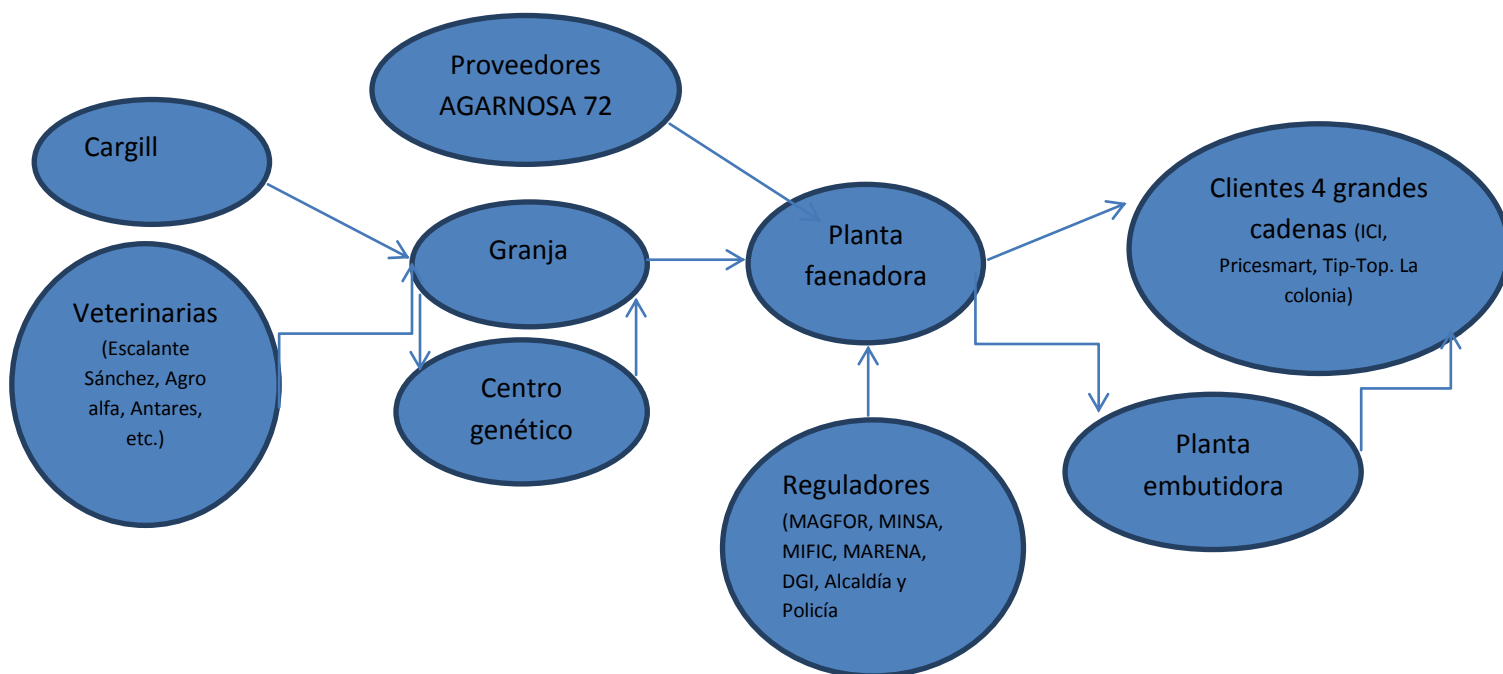 Proveedores
AGARNOSA 72
Cargill
Clientes 4 grandes
cadenas (ICI,
Pricesmart, Tip-Top. La
colonia)
Granja
Planta
faenadora
Veterinarias
(Escalante
Sánchez, Agro
alfa, Antares,
etc.)
Centro
genético
Planta
embutidora
Reguladores
(MAGFOR, MINSA,
MIFIC, MARENA,
DGI, Alcaldía y
Policía